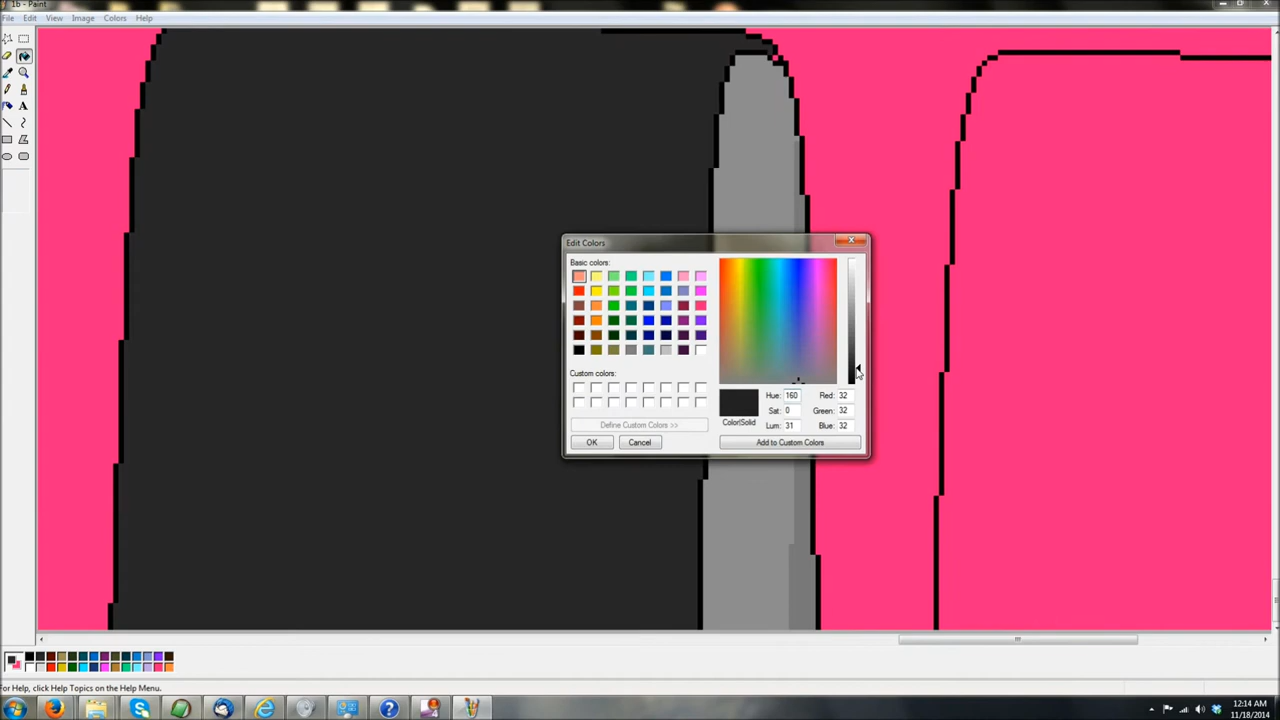 1b - Paint
File Edit View Image Colors Help
Edit Colors
Basic colors:
Custom colors:
Define Custom Colors >>
OK Cancel
Color|Solid
Hue: 160 Red: 32
Sat: 0 Green: 32
Lum: 31 Blue: 32
Add to Custom Colors
For Help, click Help Topics on the Help Menu.
12:14 AM
11/18/2014